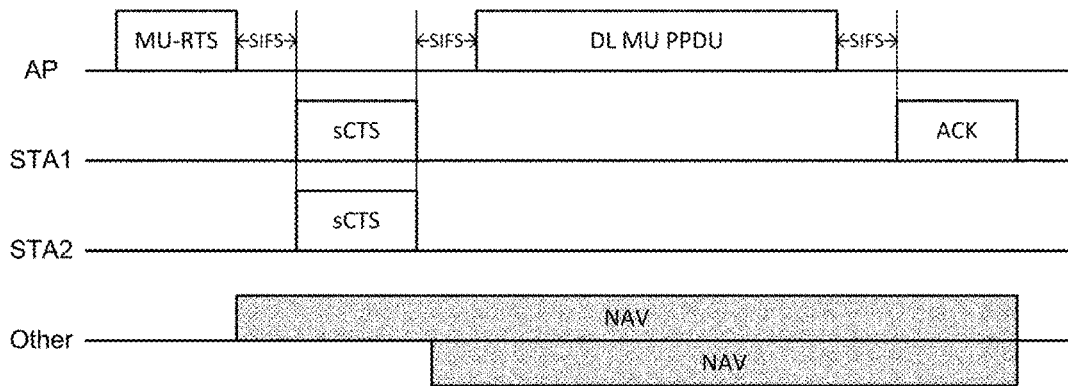 MU-RTS SIFS SIFS DL MU PPDU SIFS
AP
sCTS ACK
STA1
sCTS
STA2
NAV
Other
NAV